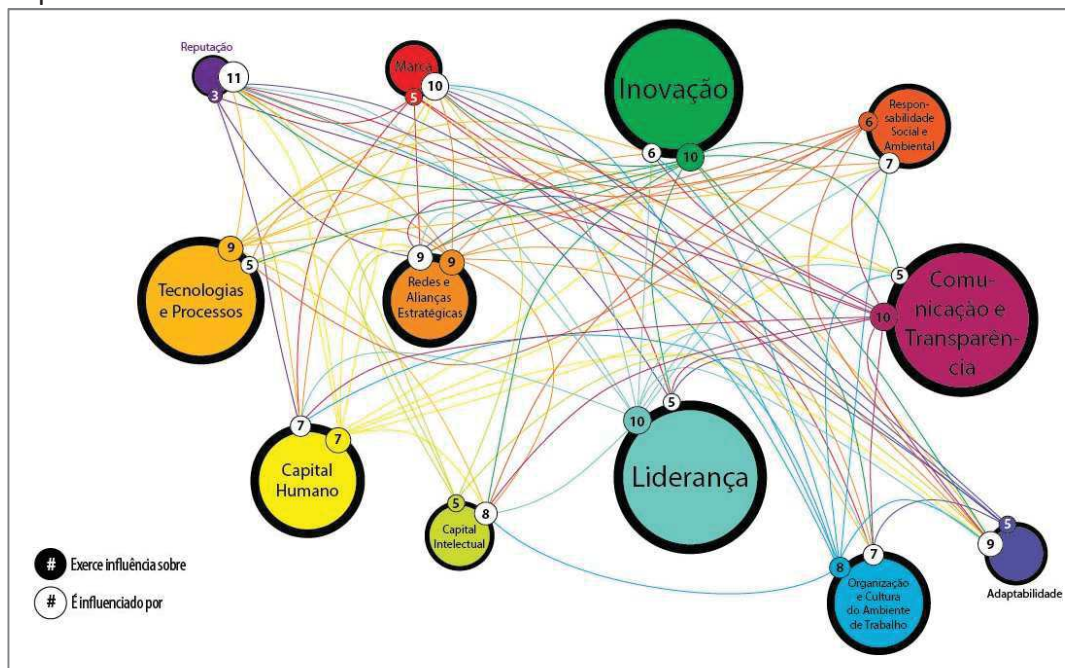 Reputação
11
3
Marca
10
5
Inovação
6
10
Respon-
sabilidade
Social e
Ambiental
6
7
9
5
Tecnologias
e Processos
9
9
Redes e
Alianças
Estratégicas
5
10
Comu-
nicação e
Transparên-
cia
7
7
Capital
Humano
5
8
Capital
Intelectual
5
10
Liderança
8
7
Organização
e Cultura
do Ambiente
de Trabalho
5
9
Adaptabilidade
# Exerce influência sobre
# É influenciado por